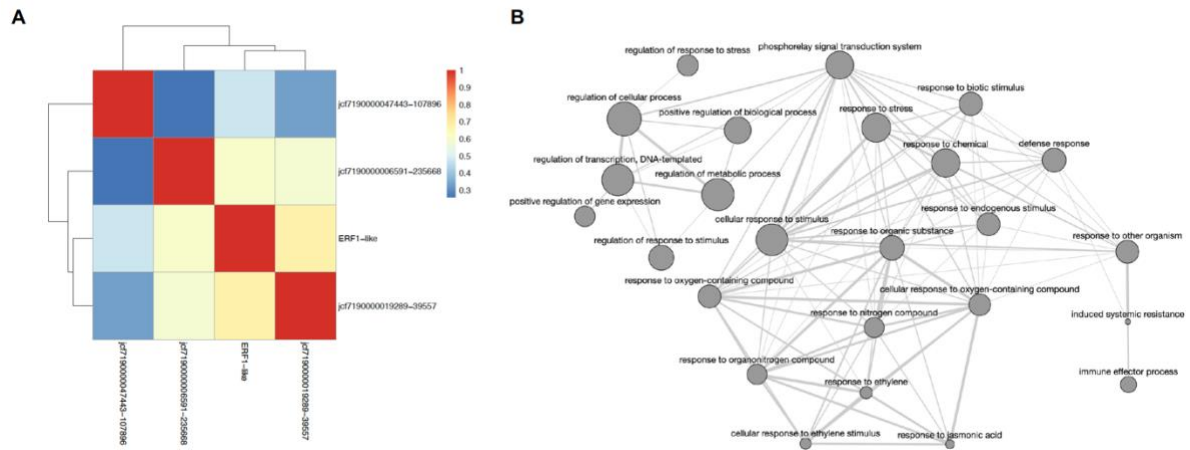 A
1
0.9
0.8
0.7
0.6
0.5
0.4
0.3
jcf7190000047443-107896
jcf7190000006591-235668
ERF1-like
jcf7190000019289-39557
jcf7190000047443-107896
jcf7190000006591-235668
ERF1-like
jcf7190000019289-39557
B
regulation of response to stress
phosphorelay signal transduction system
regulation of cellular process
response to biotic stimulus
positive regulation of biological process
response to stress
response to chemical
defense response
regulation of transcription, DNA-templated
regulation of metabolic process
positive regulation of gene expression
cellular response to stimulus
response to endogenous stimulus
regulation of response to stimulus
response to organic substance
response to other organism
response to oxygen-containing compound
cellular response to oxygen-containing compound
response to nitrogen compound
induced systemic resistance
response to organonitrogen compound
response to ethylene
immune effector process
cellular response to ethylene stimulus
response to jasmonic acid